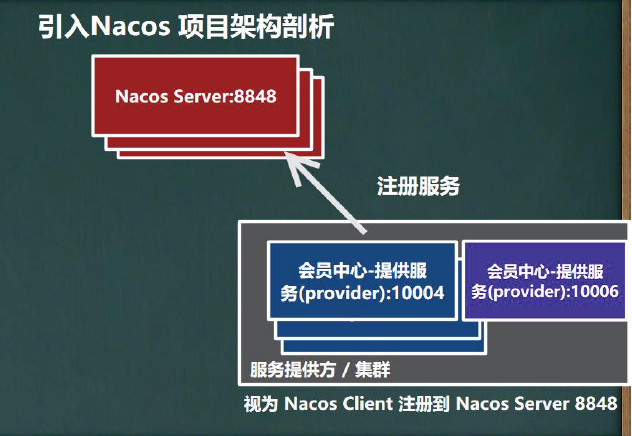 引入Nacos 项目架构剖析
Nacos Server:8848
注册服务
会员中心-提供服
务(provider):10004
会员中心-提供服
务(provider):10006
服务提供方 / 集群
视为 Nacos Client 注册到 Nacos Server 8848